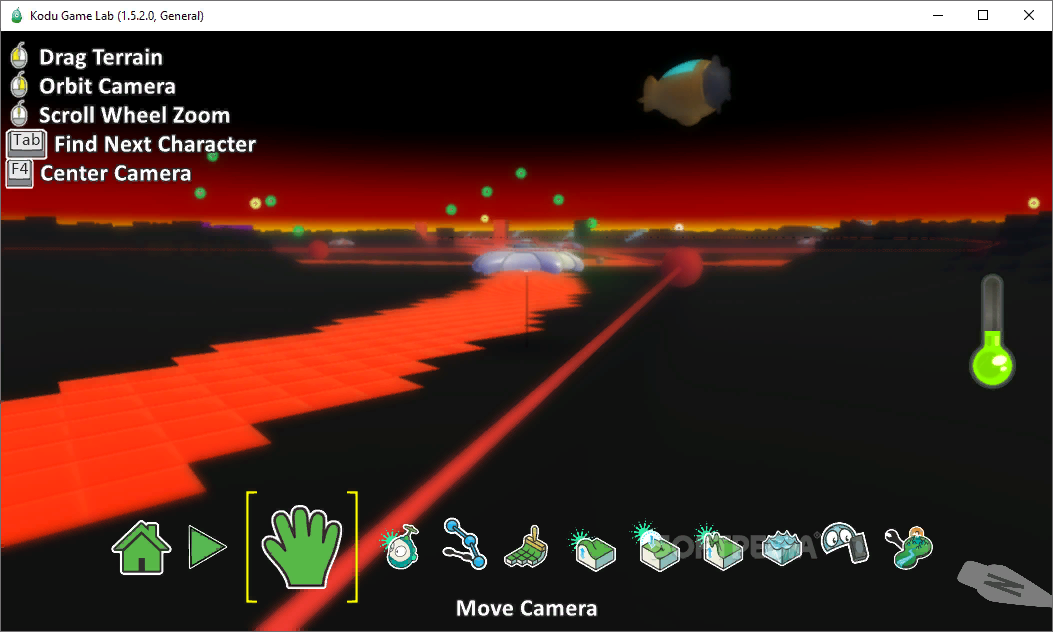 Kodu Game Lab (1.5.2.0, General)
Drag Terrain
Orbit Camera
Scroll Wheel Zoom
Tab Find Next Character
F4 Center Camera
SOFTPEDIA
Move Camera